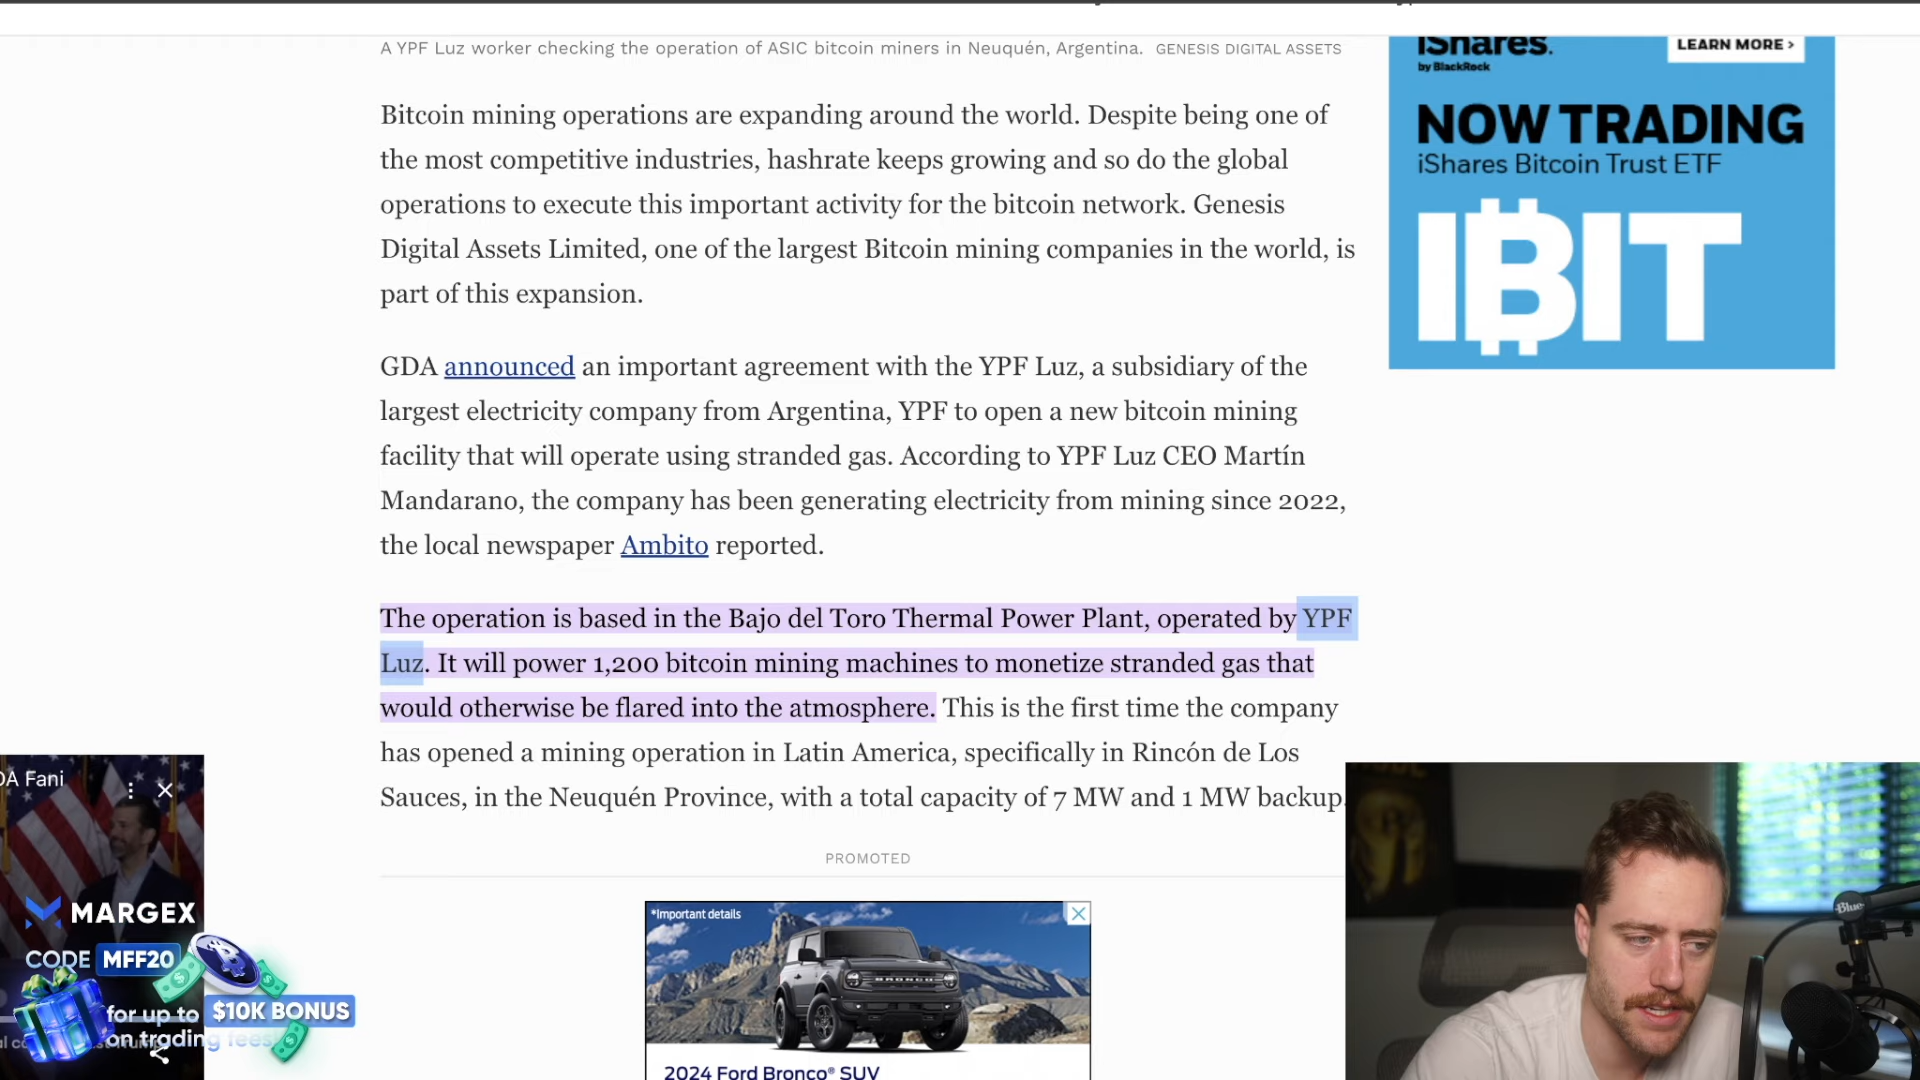 A YPF Luz worker checking the operation of ASIC bitcoin miners in Neuquén, Argentina. GENESIS DIGITAL ASSETS
Bitcoin mining operations are expanding around the world. Despite being one of
the most competitive industries, hashrate keeps growing and so do the global
operations to execute this important activity for the bitcoin network. Genesis
Digital Assets Limited, one of the largest Bitcoin mining companies in the world, is
part of this expansion.
GDA announced an important agreement with the YPF Luz, a subsidiary of the
largest electricity company from Argentina, YPF to open a new bitcoin mining
facility that will operate using stranded gas. According to YPF Luz CEO Martín
Mandarano, the company has been generating electricity from mining since 2022,
the local newspaper Ambito reported.
The operation is based in the Bajo del Toro Thermal Power Plant, operated by YPF
Luz. It will power 1,200 bitcoin mining machines to monetize stranded gas that
would otherwise be flared into the atmosphere. This is the first time the company
has opened a mining operation in Latin America, specifically in Rincón de Los
Sauces, in the Neuquén Province, with a total capacity of 7 MW and 1 MW backup.
PROMOTED
*Important details
BRONCO
2024 Ford Bronco® SUV
iShares.
by BlackRock
LEARN MORE >
NOW TRADING
iShares Bitcoin Trust ETF
IBIT
DA Fani
MARGEX
CODE MFF20
for up to $10K BONUS
on trading fees
Blue